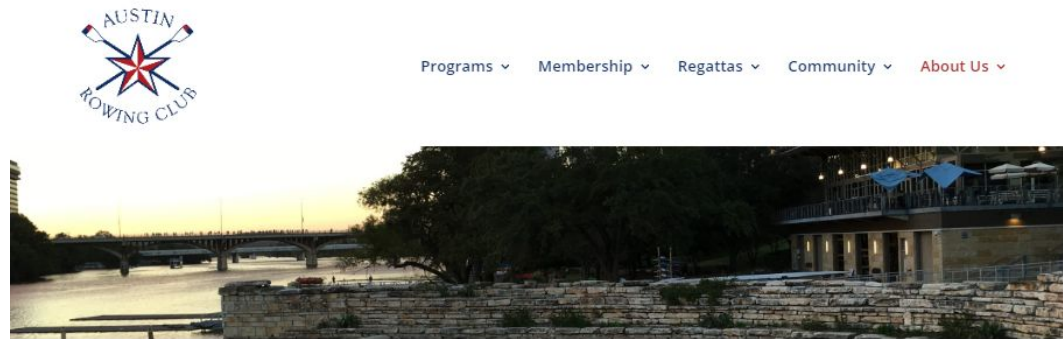 AUSTIN
ROWING CLUB
Programs
Membership
Regattas
Community
About Us